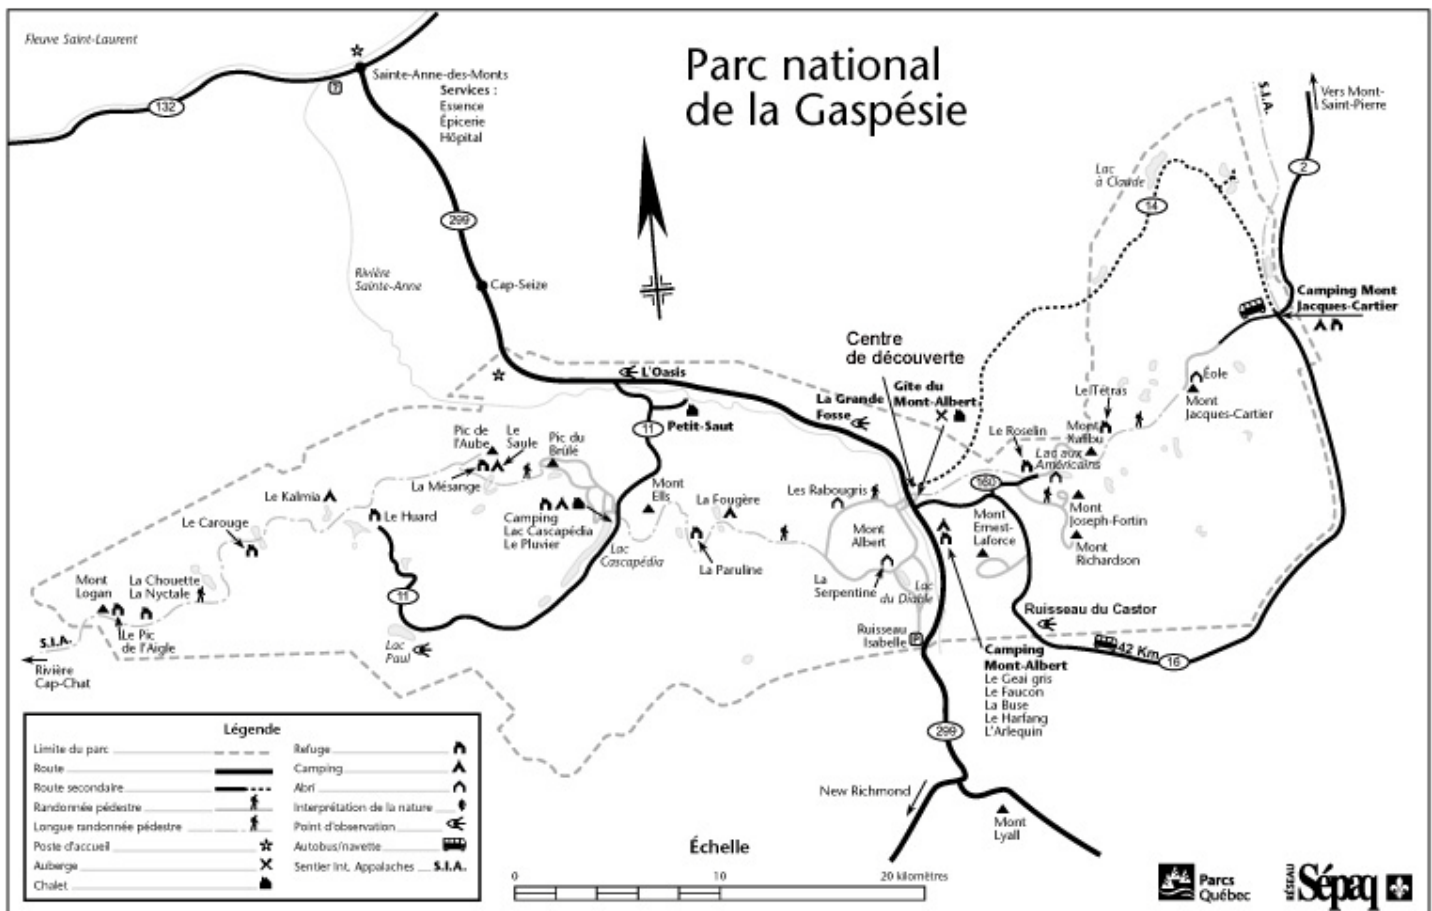 Fleuve Saint-Laurent
Sainte-Anne-des-Monts
Services :
Essence
Épicerie
Hôpital
132
?
299
Rivière
Sainte-Anne
Cap-Seize
Parc national
de la Gaspésie
S.I.A.
Vers Mont-
Saint-Pierre
2
Lac
à Claude
14
Camping Mont
Jacques-Cartier
Centre
de découverte
L'Oasis
La Grande
Fosse
Gîte du
Mont-Albert
Petit-Saut
11
Éole
Mont
Jacques-Cartier
Le Tétras
Mont
Xalibu
Le Roselin
Lac aux
Américains
160
Pic de
l'Aube
Le
Saule
Pic du
Brûlé
La Mésange
Le Kalmia
Le Huard
Le Carouge
Camping
Lac Cascapédia
Le Pluvier
Mont
Ells
La Fougère
Les Rabougris
Mont
Albert
Mont
Ernest-
Laforce
Mont
Joseph-Fortin
Mont
Richardson
Lac
Cascapédia
La Paruline
La
Serpentine
Lac
du Diable
Mont
Logan
La Chouette
La Nyctale
Le Pic
de l'Aigle
S.I.A.
Rivière
Cap-Chat
11
Lac
Paul
Ruisseau
Isabelle
P
Ruisseau du Castor
42 Km
16
Camping
Mont-Albert
Le Geai gris
Le Faucon
La Buse
Le Harfang
L'Arlequin
299
New Richmond
Mont
Lyall
Légende
Limite du parc
Route
Route secondaire
Randonnée pédestre
Longue randonnée pédestre
Poste d'accueil
Auberge
Chalet
Refuge
Camping
Abri
Interprétation de la nature
Point d'observation
Autobus/navette
Sentier Int. Appalaches S.I.A.
Échelle
0 10 20 kilomètres
Parcs
Québec
RÉSEAU
Sépaq